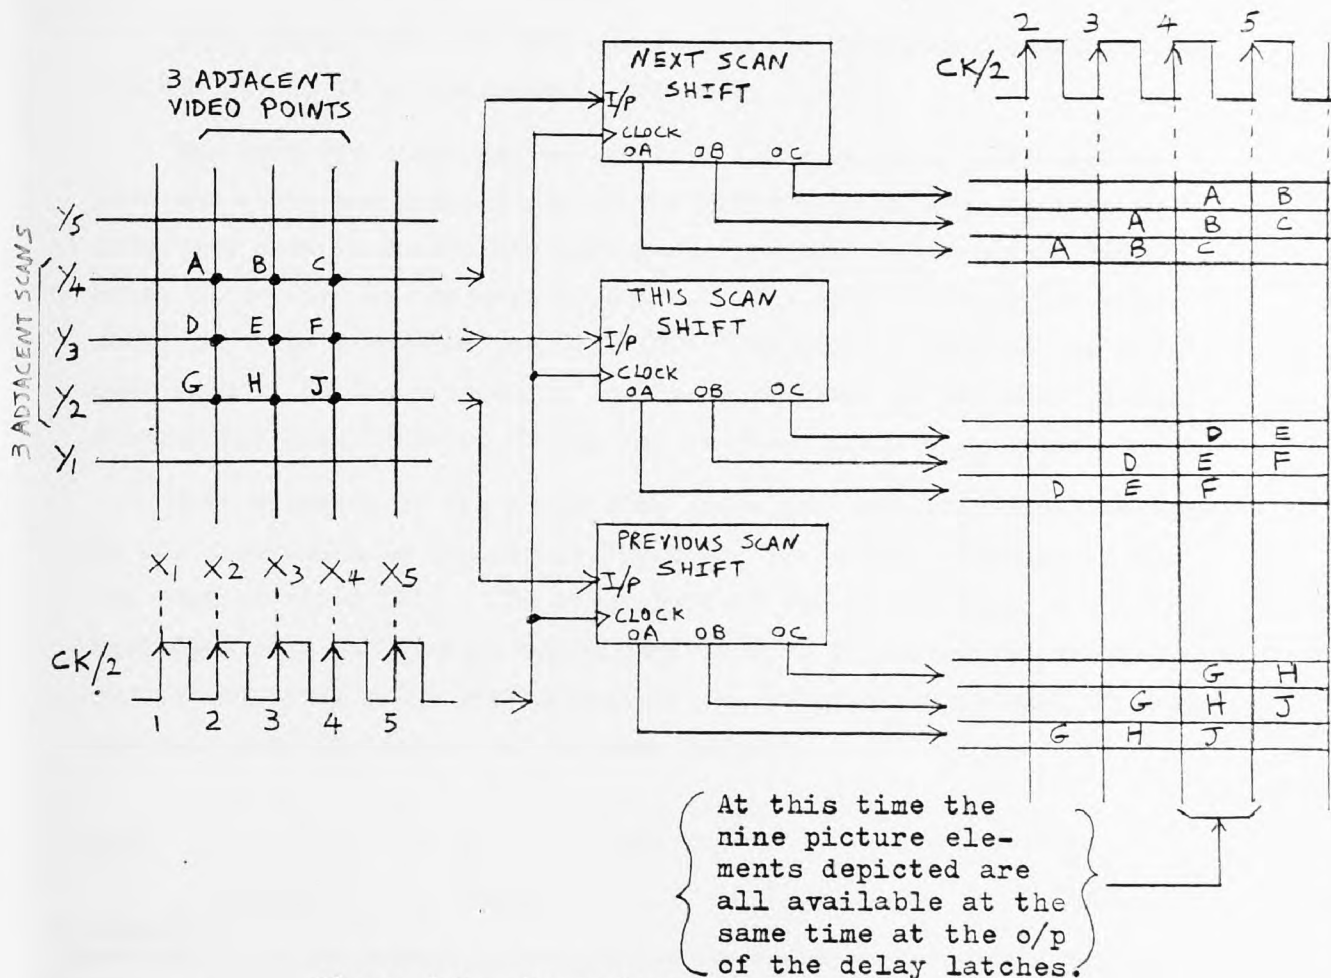 3 ADJACENT
VIDEO POINTS
3 ADJACENT SCANS
Y5
Y4
Y3
Y2
Y1
A B C
D E F
G H J
X1 X2 X3 X4 X5
CK/2
1 2 3 4 5
NEXT SCAN
SHIFT
I/P
CLOCK
OA OB OC
THIS SCAN
SHIFT
I/P
CLOCK
OA OB OC
PREVIOUS SCAN
SHIFT
I/P
CLOCK
OA OB OC
2 3 4 5
CK/2
A B
A B C
A B C
D E
D E F
D E F
G H
G H J
G H J
At this time the
nine picture ele-
ments depicted are
all available at the
same time at the o/p
of the delay latches.